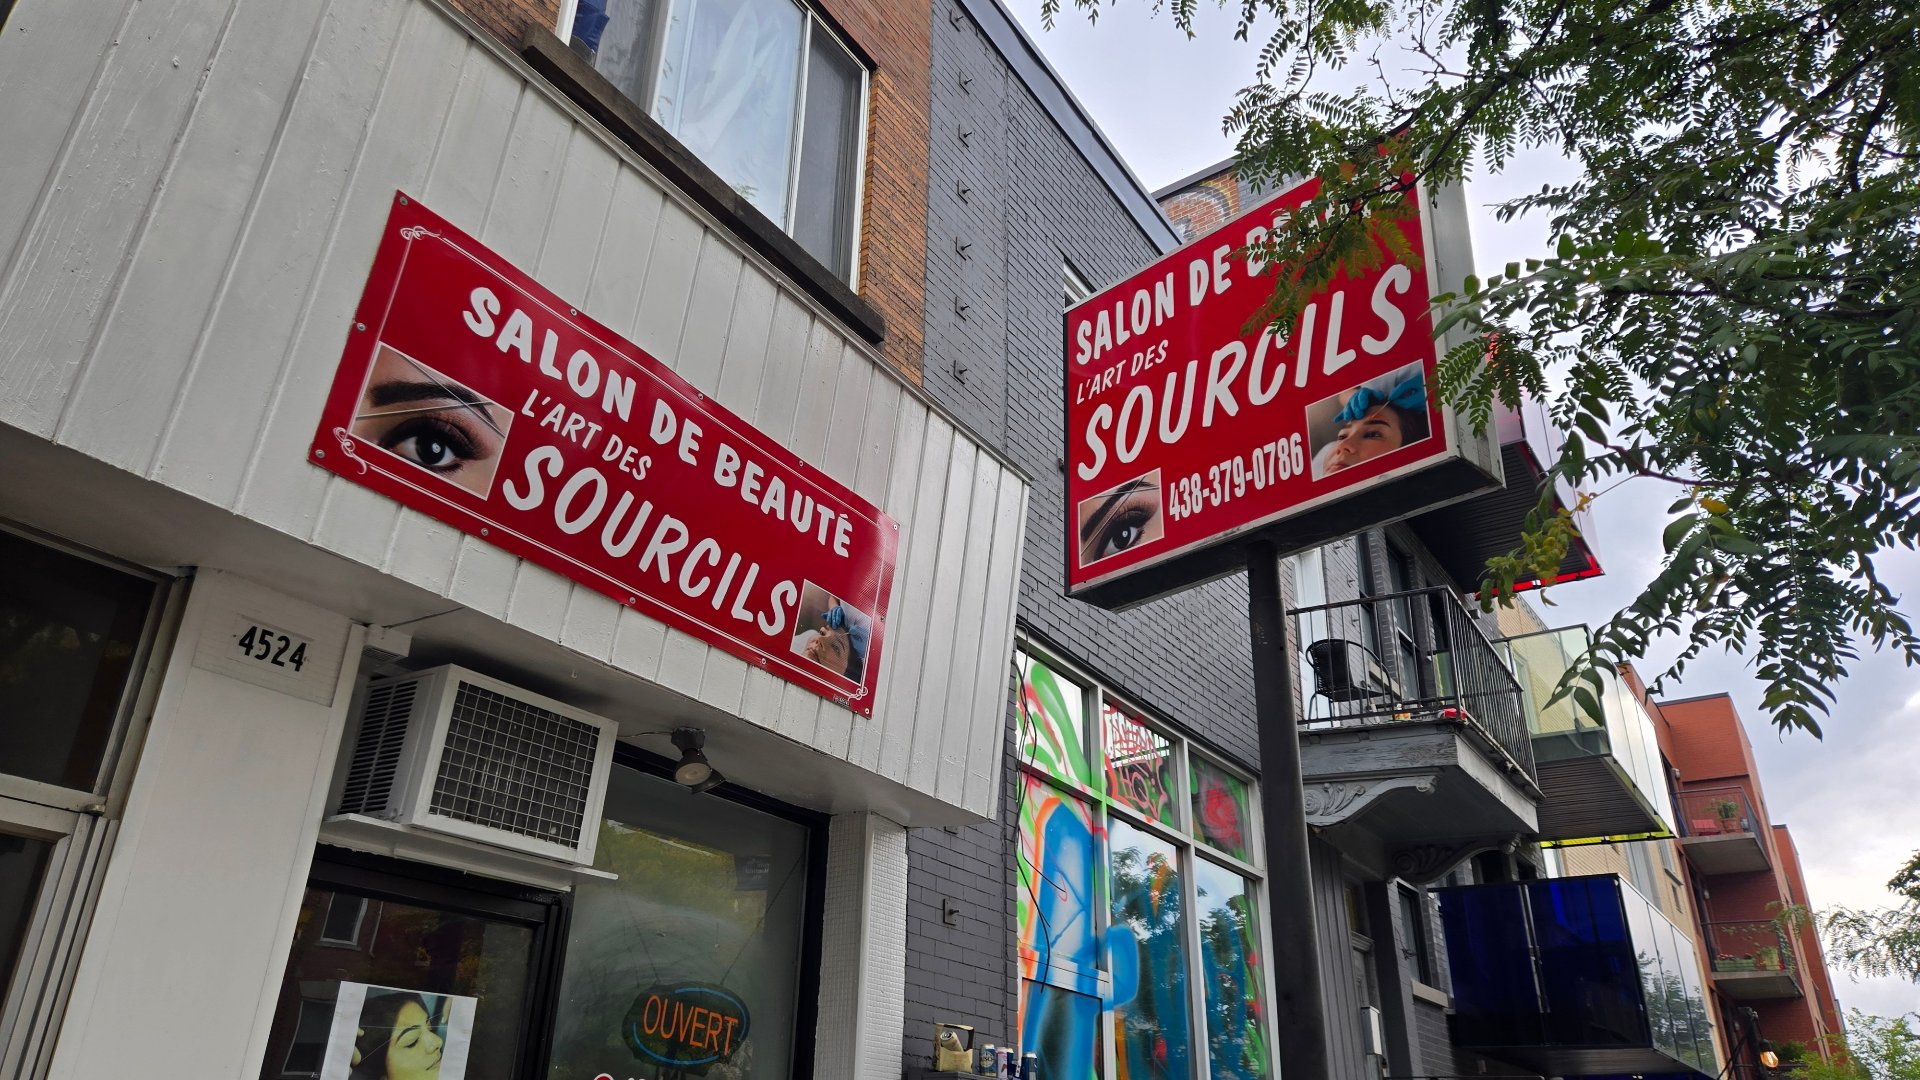 SALON DE BEAUTÉ
L'ART DES
SOURCILS
SALON DE
L'ART DES
SOURCILS
438-379-0786
4524
OUVERT